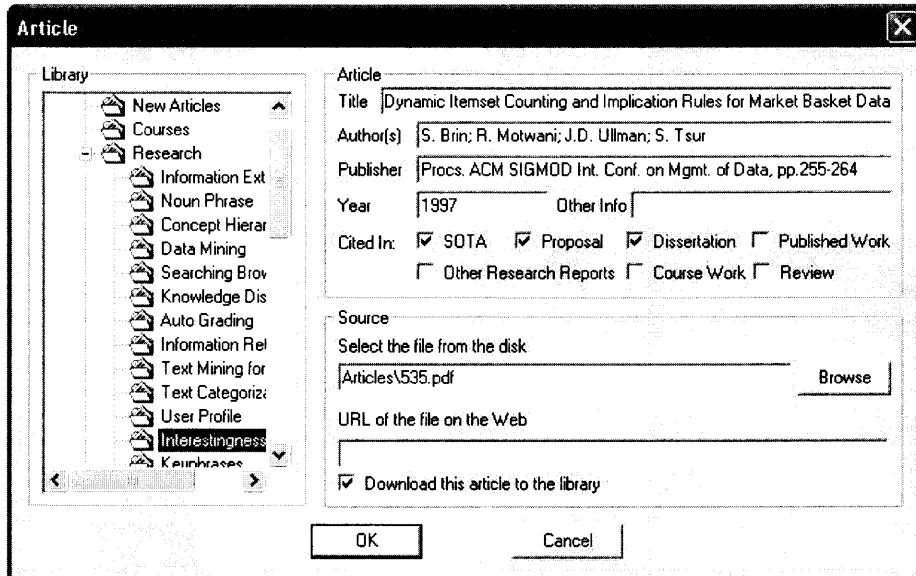 Article
Library
New Articles
Courses
Research
Information Ext
Noun Phrase
Concept Hierar
Data Mining
Searching Brow
Knowledge Dis
Auto Grading
Information Ret
Text Mining for
Text Categoriza
User Profile
Interestingness
Keyphrases
Article
Title Dynamic Itemset Counting and Implication Rules for Market Basket Data
Author(s) S. Brin; R. Motwani; J.D. Ullman; S. Tsur
Publisher Procs. ACM SIGMOD Int. Conf. on Mgmt. of Data, pp.255-264
Year 1997 Other Info
Cited In: SOTA Proposal Dissertation Published Work
Other Research Reports Course Work Review
Source
Select the file from the disk
Articles\535.pdf Browse
URL of the file on the Web
Download this article to the library
OK Cancel